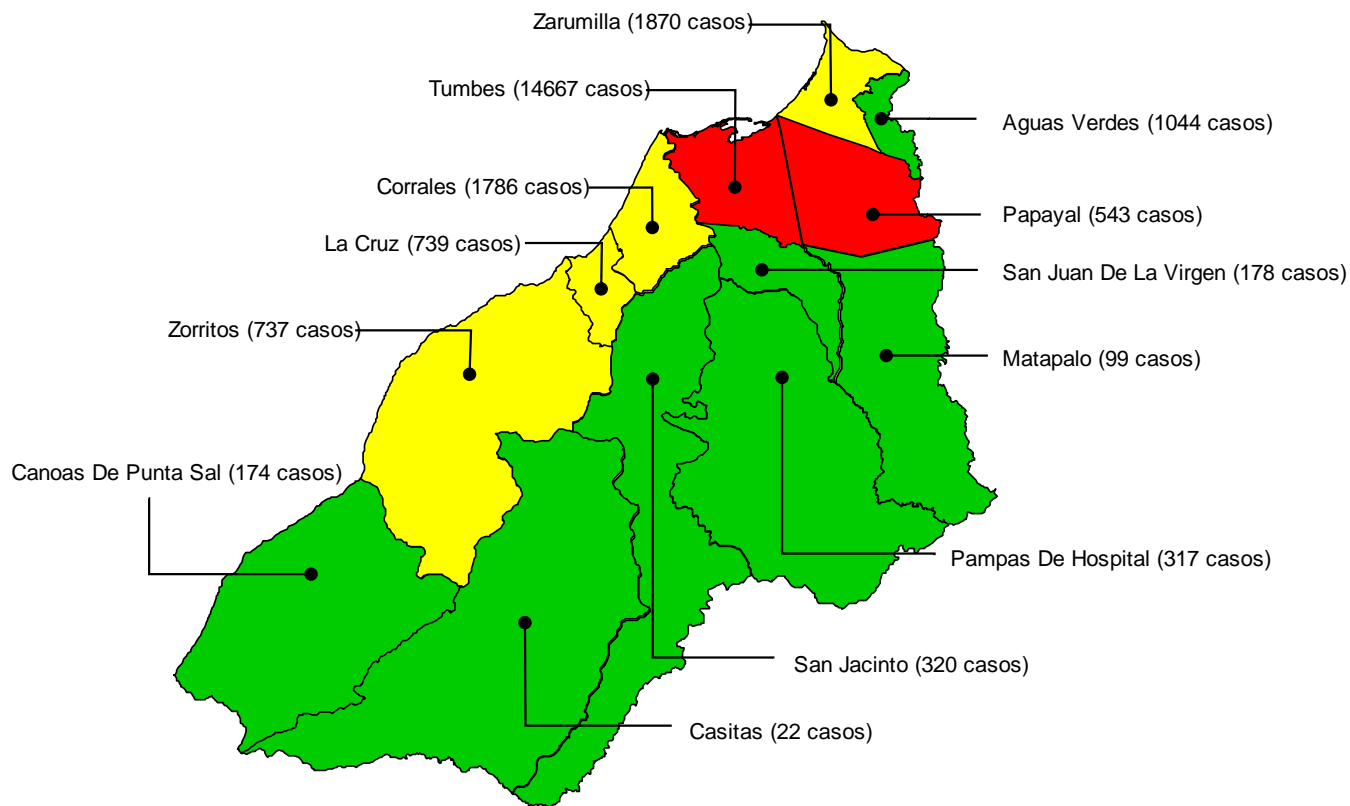 Zarumilla (1870 casos)
Tumbes (14667 casos)
Aguas Verdes (1044 casos)
Corrales (1786 casos)
Papayal (543 casos)
La Cruz (739 casos)
San Juan De La Virgen (178 casos)
Zorritos (737 casos)
Matapalo (99 casos)
Canoas De Punta Sal (174 casos)
Pampas De Hospital (317 casos)
San Jacinto (320 casos)
Casitas (22 casos)